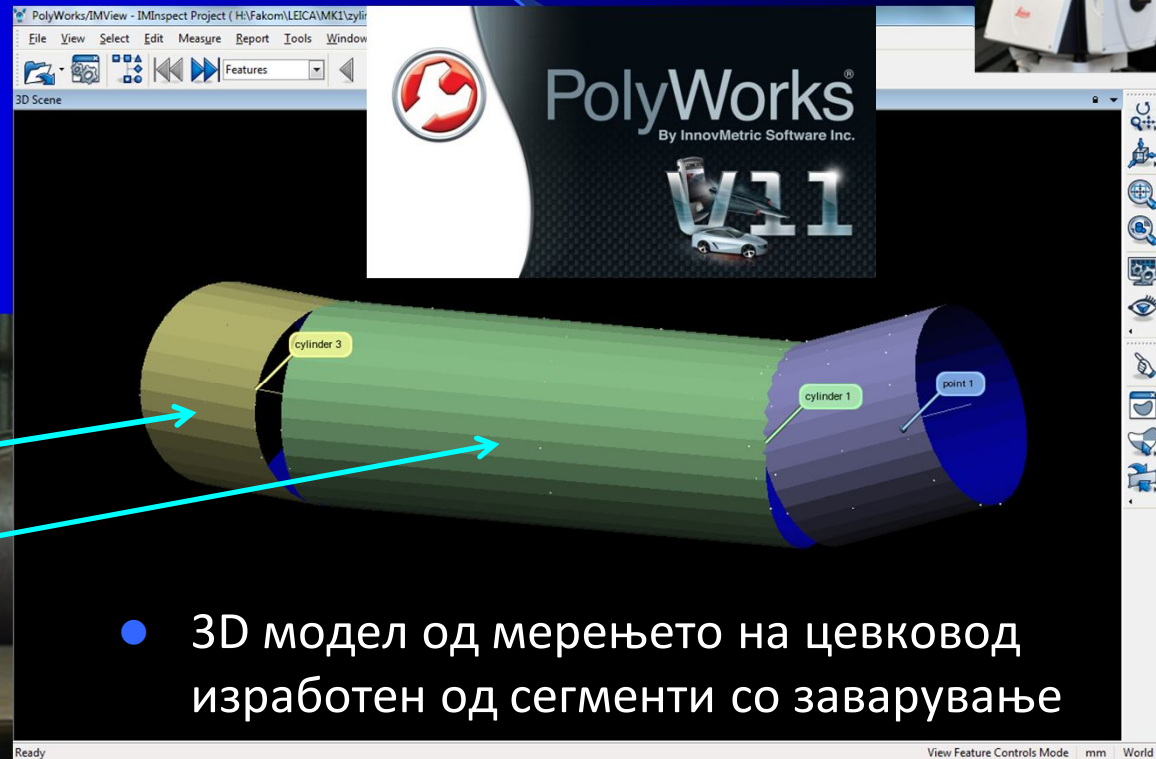 PolyWorks/IMView - IMInspect Project ( H:\Fakom\LEICA\MK1\zylin
File View Select Edit Measure Report Tools Window
Features
3D Scene
PolyWorks®
By InnovMetric Software Inc.
V11
cylinder 3
cylinder 1
point 1
3D модел од мерењето на цевковод
изработен од сегменти со заварување
Ready View Feature Controls Mode mm World